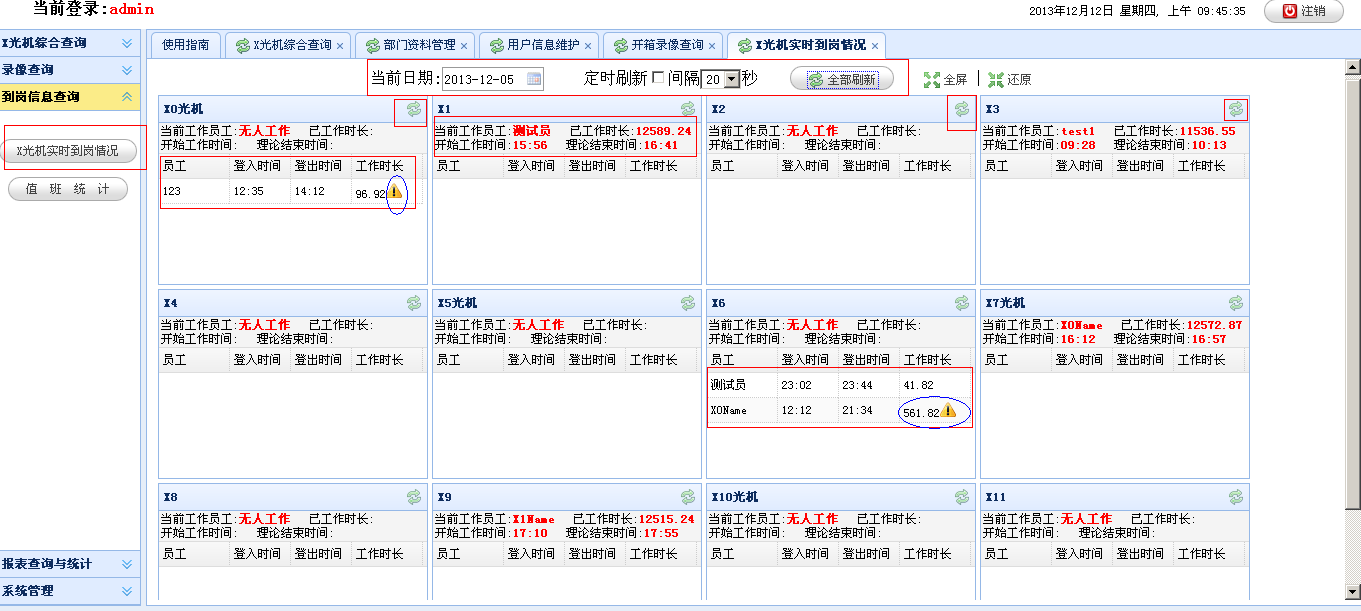 当前登录:admin
2013年12月12日 星期四, 上午 09:45:35
注销
X光机综合查询
录像查询
到岗信息查询
X光机实时到岗情况
值 班 统 计
报表查询与统计
系统管理
使用指南 X光机综合查询 × 部门资料管理 × 用户信息维护 × 开箱录像查询 × X光机实时到岗情况 ×
当前日期: 2013-12-05 定时刷新 间隔 20 秒 全部刷新 全屏 | 还原
X0光机
当前工作员工:无人工作 已工作时长:
开始工作时间: 理论结束时间:
员工 登入时间 登出时间 工作时长
123 12:35 14:12 96.92
X1
当前工作员工:测试员 已工作时长:12589.24
开始工作时间:15:56 理论结束时间:16:41
员工 登入时间 登出时间 工作时长
X2
当前工作员工:无人工作 已工作时长:
开始工作时间: 理论结束时间:
员工 登入时间 登出时间 工作时长
X3
当前工作员工:test1 已工作时长:11536.55
开始工作时间:09:28 理论结束时间:10:13
员工 登入时间 登出时间 工作时长
X4
当前工作员工:无人工作 已工作时长:
开始工作时间: 理论结束时间:
员工 登入时间 登出时间 工作时长
X5光机
当前工作员工:无人工作 已工作时长:
开始工作时间: 理论结束时间:
员工 登入时间 登出时间 工作时长
X6
当前工作员工:无人工作 已工作时长:
开始工作时间: 理论结束时间:
员工 登入时间 登出时间 工作时长
测试员 23:02 23:44 41.82
X0Name 12:12 21:34 561.82
X7光机
当前工作员工:X0Name 已工作时长:12572.87
开始工作时间:16:12 理论结束时间:16:57
员工 登入时间 登出时间 工作时长
X8
当前工作员工:无人工作 已工作时长:
开始工作时间: 理论结束时间:
员工 登入时间 登出时间 工作时长
X9
当前工作员工:X1Name 已工作时长:12515.24
开始工作时间:17:10 理论结束时间:17:55
员工 登入时间 登出时间 工作时长
X10光机
当前工作员工:无人工作 已工作时长:
开始工作时间: 理论结束时间:
员工 登入时间 登出时间 工作时长
X11
当前工作员工:无人工作 已工作时长:
开始工作时间: 理论结束时间:
员工 登入时间 登出时间 工作时长